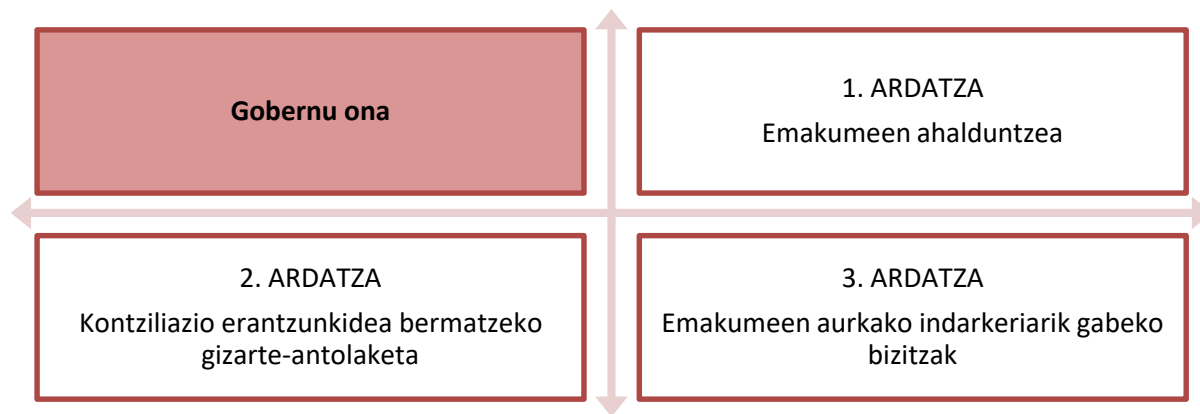 Gobernu ona
1. ARDATZA
Emakumeen ahalduntzea
2. ARDATZA
Kontziliazio erantzunkidea bermatzeko
gizarte-antolaketa
3. ARDATZA
Emakumeen aurkako indarkeriarik gabeko
bizitzak